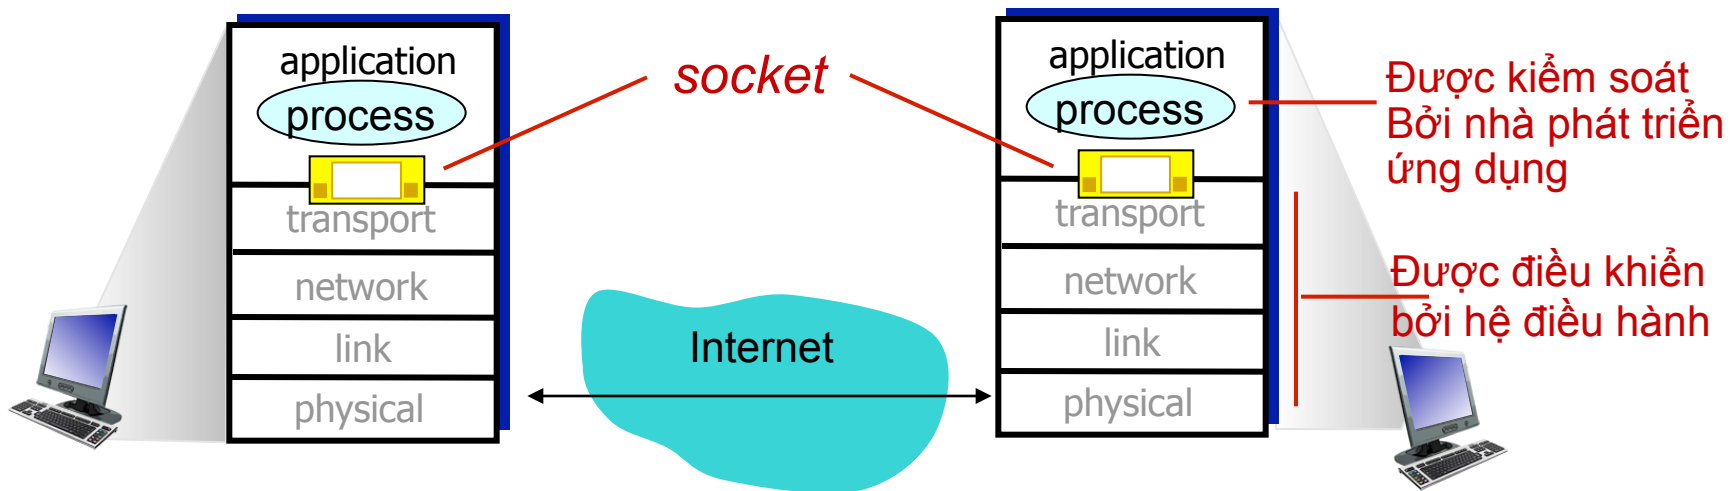 application
process
transport
network
link
physical
socket
Internet
application
process
transport
network
link
physical
Được kiểm soát
Bởi nhà phát triển
ứng dụng
Được điều khiển
bởi hệ điều hành